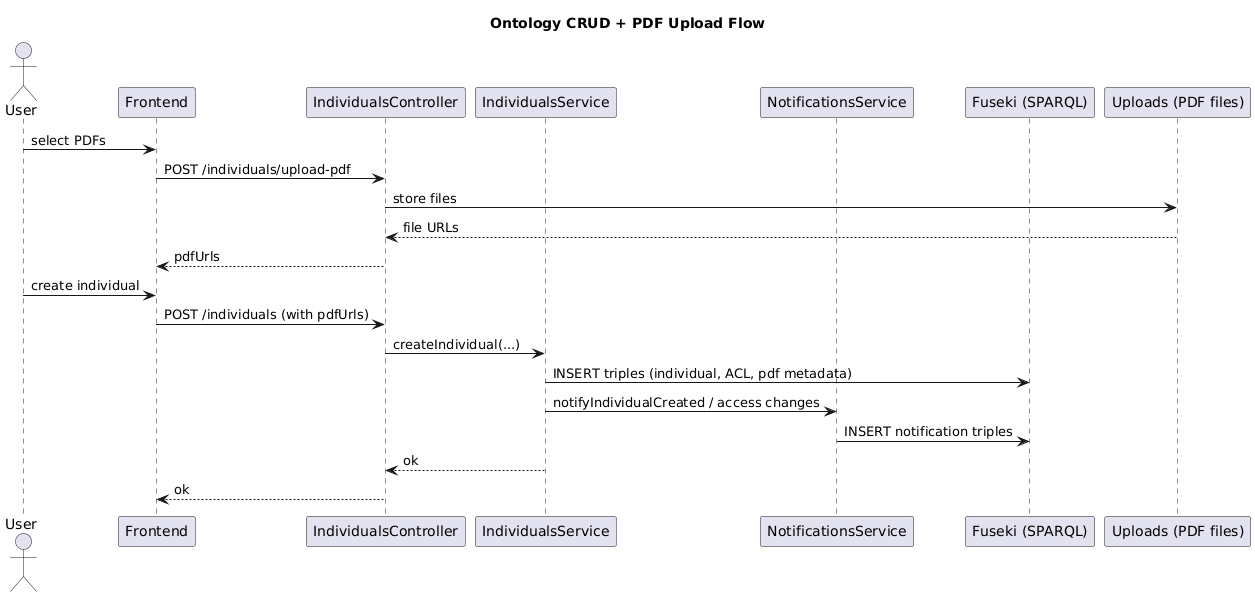 Ontology CRUD + PDF Upload Flow
User
Frontend
IndividualsController
IndividualsService
NotificationsService
Fuseki (SPARQL)
Uploads (PDF files)
select PDFs
POST /individuals/upload-pdf
store files
file URLs
pdfUrls
create individual
POST /individuals (with pdfUrls)
createIndividual(...)
INSERT triples (individual, ACL, pdf metadata)
notifyIndividualCreated / access changes
INSERT notification triples
ok
ok
User
Frontend
IndividualsController
IndividualsService
NotificationsService
Fuseki (SPARQL)
Uploads (PDF files)